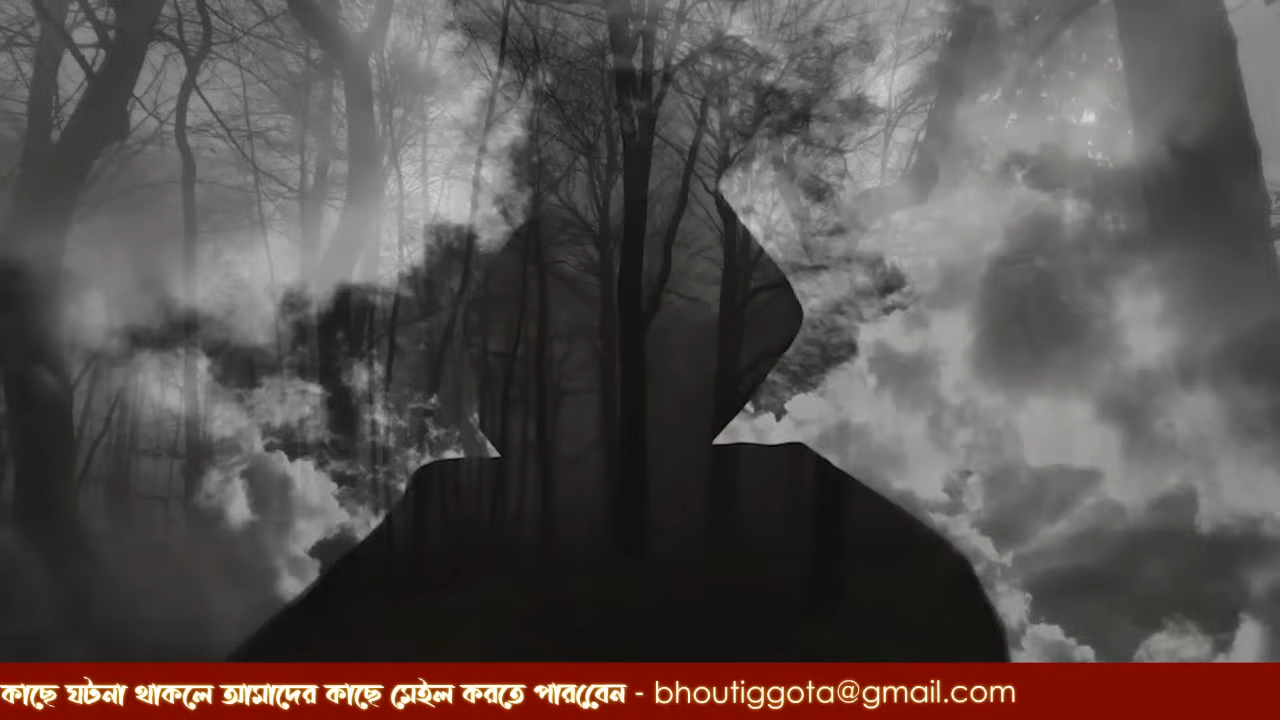 কাছে ঘটনা থাকলে আমাদের কাছে মেইল করতে পারবেন - bhoutiggota@gmail.com